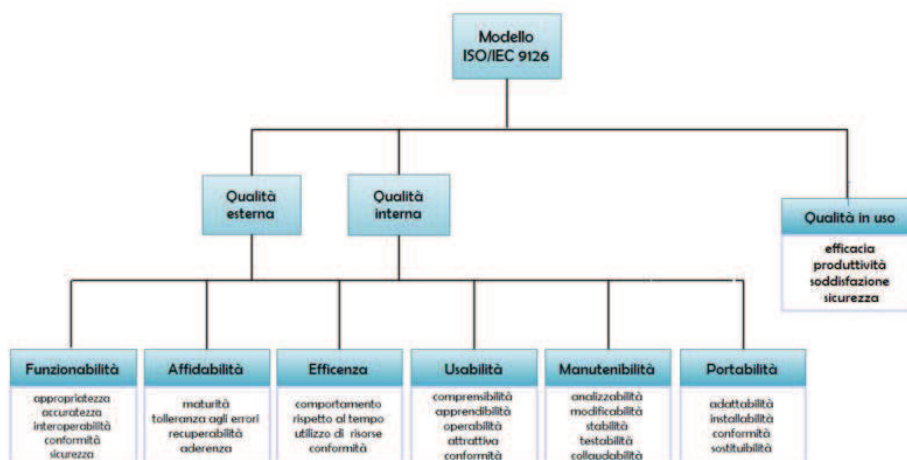 Modello
ISO/IEC 9126
Qualità
esterna
Qualità
interna
Qualità in uso
efficacia
produttività
soddisfazione
sicurezza
Funzionabilità
appropriatezza
accuratezza
interoperabilità
conformità
sicurezza
Affidabilità
maturità
tolleranza agli errori
recuperabilità
aderenza
Efficenza
comportamento
rispetto al tempo
utilizzo di risorse
conformità
Usabilità
comprensibilità
apprendibilità
operabilità
attrattiva
conformità
Manutenibilità
analizzabilità
modificabilità
stabilità
testabilità
collaudabilità
Portabilità
adattabilità
installabilità
conformità
sostituibilità